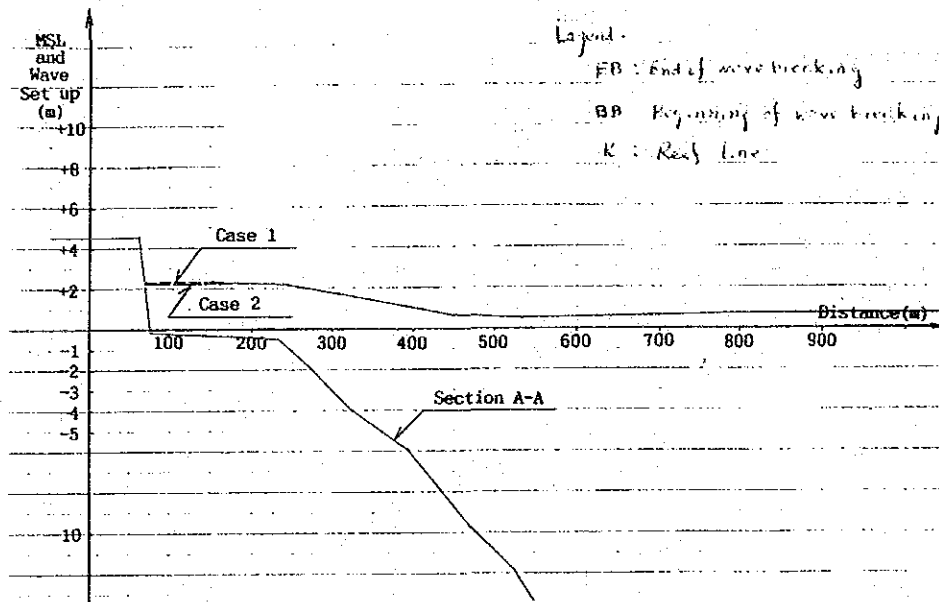 MSL
and
Wave
Set up
(m)
Legend.
EB : End of wave breaking
BB Beginning of wave breaking
K : Reef Line
+10
+8
+6
+4
+2
-1
-2
-3
-4
-5
-10
Case 1
Case 2
Distance(m)
100 200 300 400 500 600 700 800 900
Section A-A